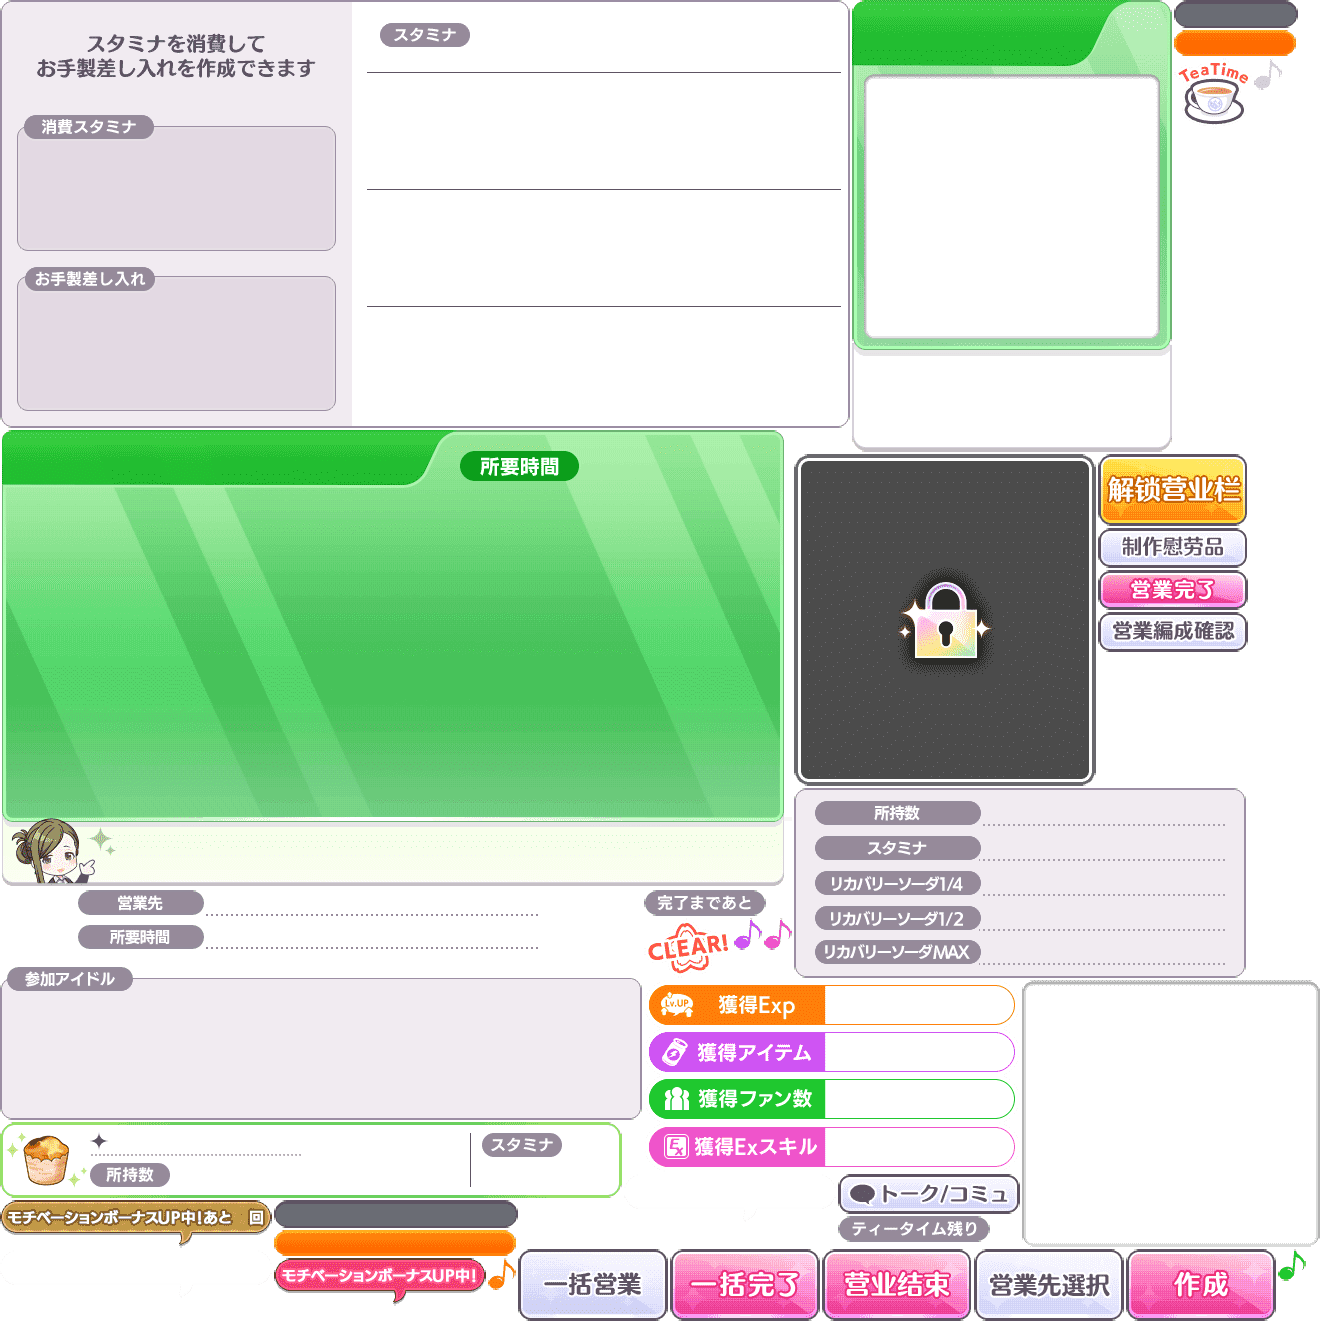 スタミナを消費して
お手製差し入れを作成できます
消費スタミナ
お手製差し入れ
スタミナ
TeaTime
所要時間
解锁营业栏
制作慰劳品
営業完了
営業編成確認
所持数
スタミナ
リカバリーソーダ1/4
リカバリーソーダ1/2
リカバリーソーダMAX
営業先
所要時間
完了まであと
CLEAR!
参加アイドル
Lv.UP 獲得Exp
獲得アイテム
獲得ファン数
Ex 獲得Exスキル
スタミナ
所持数
トーク/コミュ
ティータイム残り
モチベーションボーナスUP中!あと 回
モチベーションボーナスUP中!
一括営業
一括完了
营业结束
営業先選択
作成